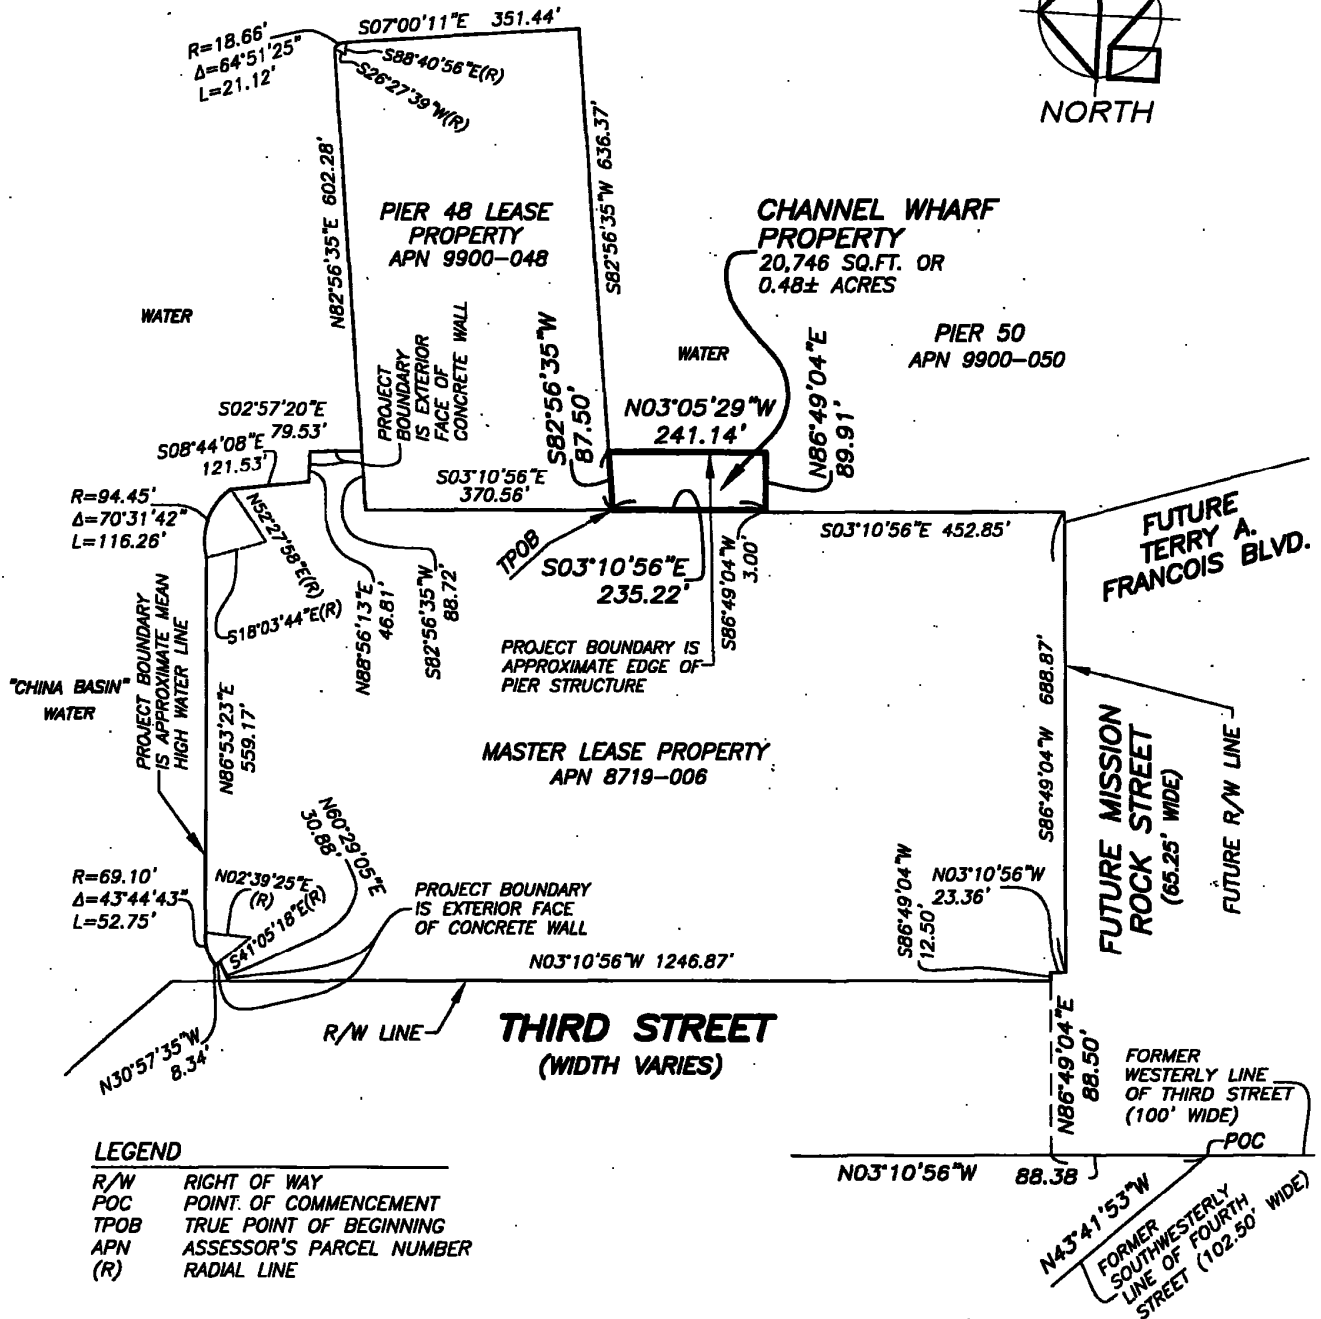 S07°00'11"E 351.44'
R=18.66'
Δ=64°51'25"
L=21.12'
S88°40'56"E(R)
S26°27'39"W(R)
NORTH
N82°56'35"E 602.28'
S82°56'35"W 636.37'
PIER 48 LEASE
PROPERTY
APN 9900-048
CHANNEL WHARF
PROPERTY
20,746 SQ.FT. OR
0.48± ACRES
WATER
WATER
PIER 50
APN 9900-050
PROJECT
BOUNDARY
IS EXTERIOR
FACE OF
CONCRETE WALL
S82°56'35"W
87.50'
N03°05'29"W
241.14'
N86°49'04"E
89.91'
S02°57'20"E
79.53'
S08°44'08"E
121.53'
S03°10'56"E
370.56'
R=94.45'
Δ=70°31'42"
L=116.26'
N52°27'58"E(R)
S18°03'44"E(R)
N88°56'13"E
46.81'
S82°56'35"W
88.72'
TPOB
S03°10'56"E
235.22'
S86°49'04"W
3.00'
S03°10'56"E 452.85'
FUTURE
TERRY A.
FRANCOIS BLVD.
PROJECT BOUNDARY IS
APPROXIMATE EDGE OF
PIER STRUCTURE
"CHINA BASIN"
WATER
PROJECT BOUNDARY
IS APPROXIMATE MEAN
HIGH WATER LINE
N86°53'23"E
559.17'
MASTER LEASE PROPERTY
APN 8719-006
S86°49'04"W 688.87'
FUTURE MISSION
ROCK STREET
(65.25' WIDE)
FUTURE R/W LINE
R=69.10'
Δ=43°44'43"
L=52.75'
N02°39'25"E
(R)
S41°05'18"E(R)
N60°29'05"E
30.88'
PROJECT BOUNDARY
IS EXTERIOR FACE
OF CONCRETE WALL
S86°49'04"W
12.50'
N03°10'56"W
23.36'
N03°10'56"W 1246.87'
N30°57'35"W
8.34'
R/W LINE
THIRD STREET
(WIDTH VARIES)
N86°49'04"E
88.50'
FORMER
WESTERLY LINE
OF THIRD STREET
(100' WIDE)
POC
N03°10'56"W 88.38
N43°41'53"W
FORMER
SOUTHWESTERLY
LINE OF FOURTH
STREET (102.50' WIDE)
LEGEND
R/W RIGHT OF WAY
POC POINT. OF COMMENCEMENT
TPOB TRUE POINT OF BEGINNING
APN ASSESSOR'S PARCEL NUMBER
(R) RADIAL LINE